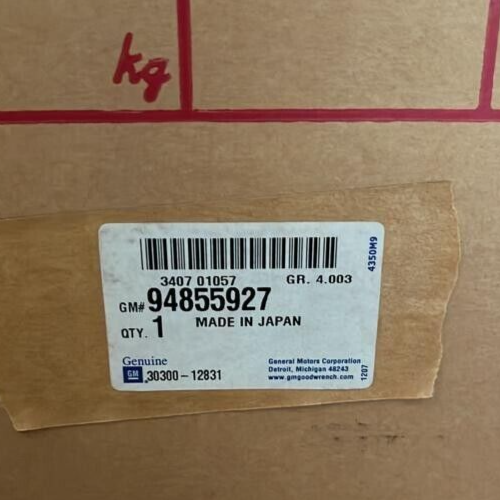 kg
3407 01057 GR. 4.003
4350M9
GM# 94855927
QTY. 1 MADE IN JAPAN
Genuine
GM 30300-12831
General Motors Corporation
Detroit, Michigan 48243
www.gmgoodwrench.com
1207